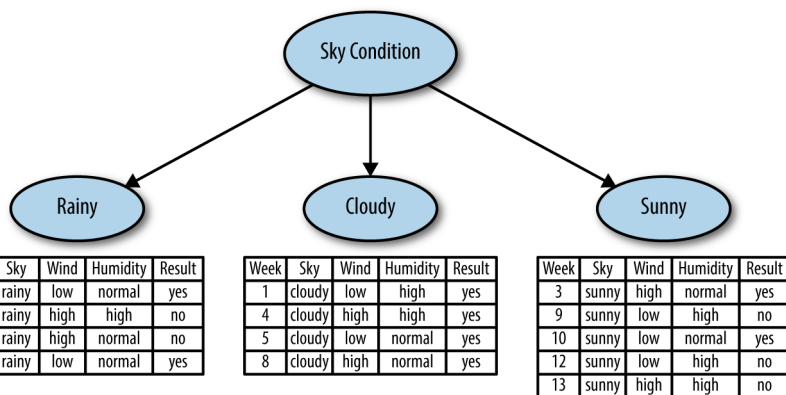 Sky Condition
Rainy
Cloudy
Sunny
Sky Wind Humidity Result
rainy low normal yes
rainy high high no
rainy high normal no
rainy low normal yes
Week Sky Wind Humidity Result
1 cloudy low high yes
4 cloudy high high yes
5 cloudy low normal yes
8 cloudy high normal yes
Week Sky Wind Humidity Result
3 sunny high normal yes
9 sunny low high no
10 sunny low normal yes
12 sunny low high no
13 sunny high high no